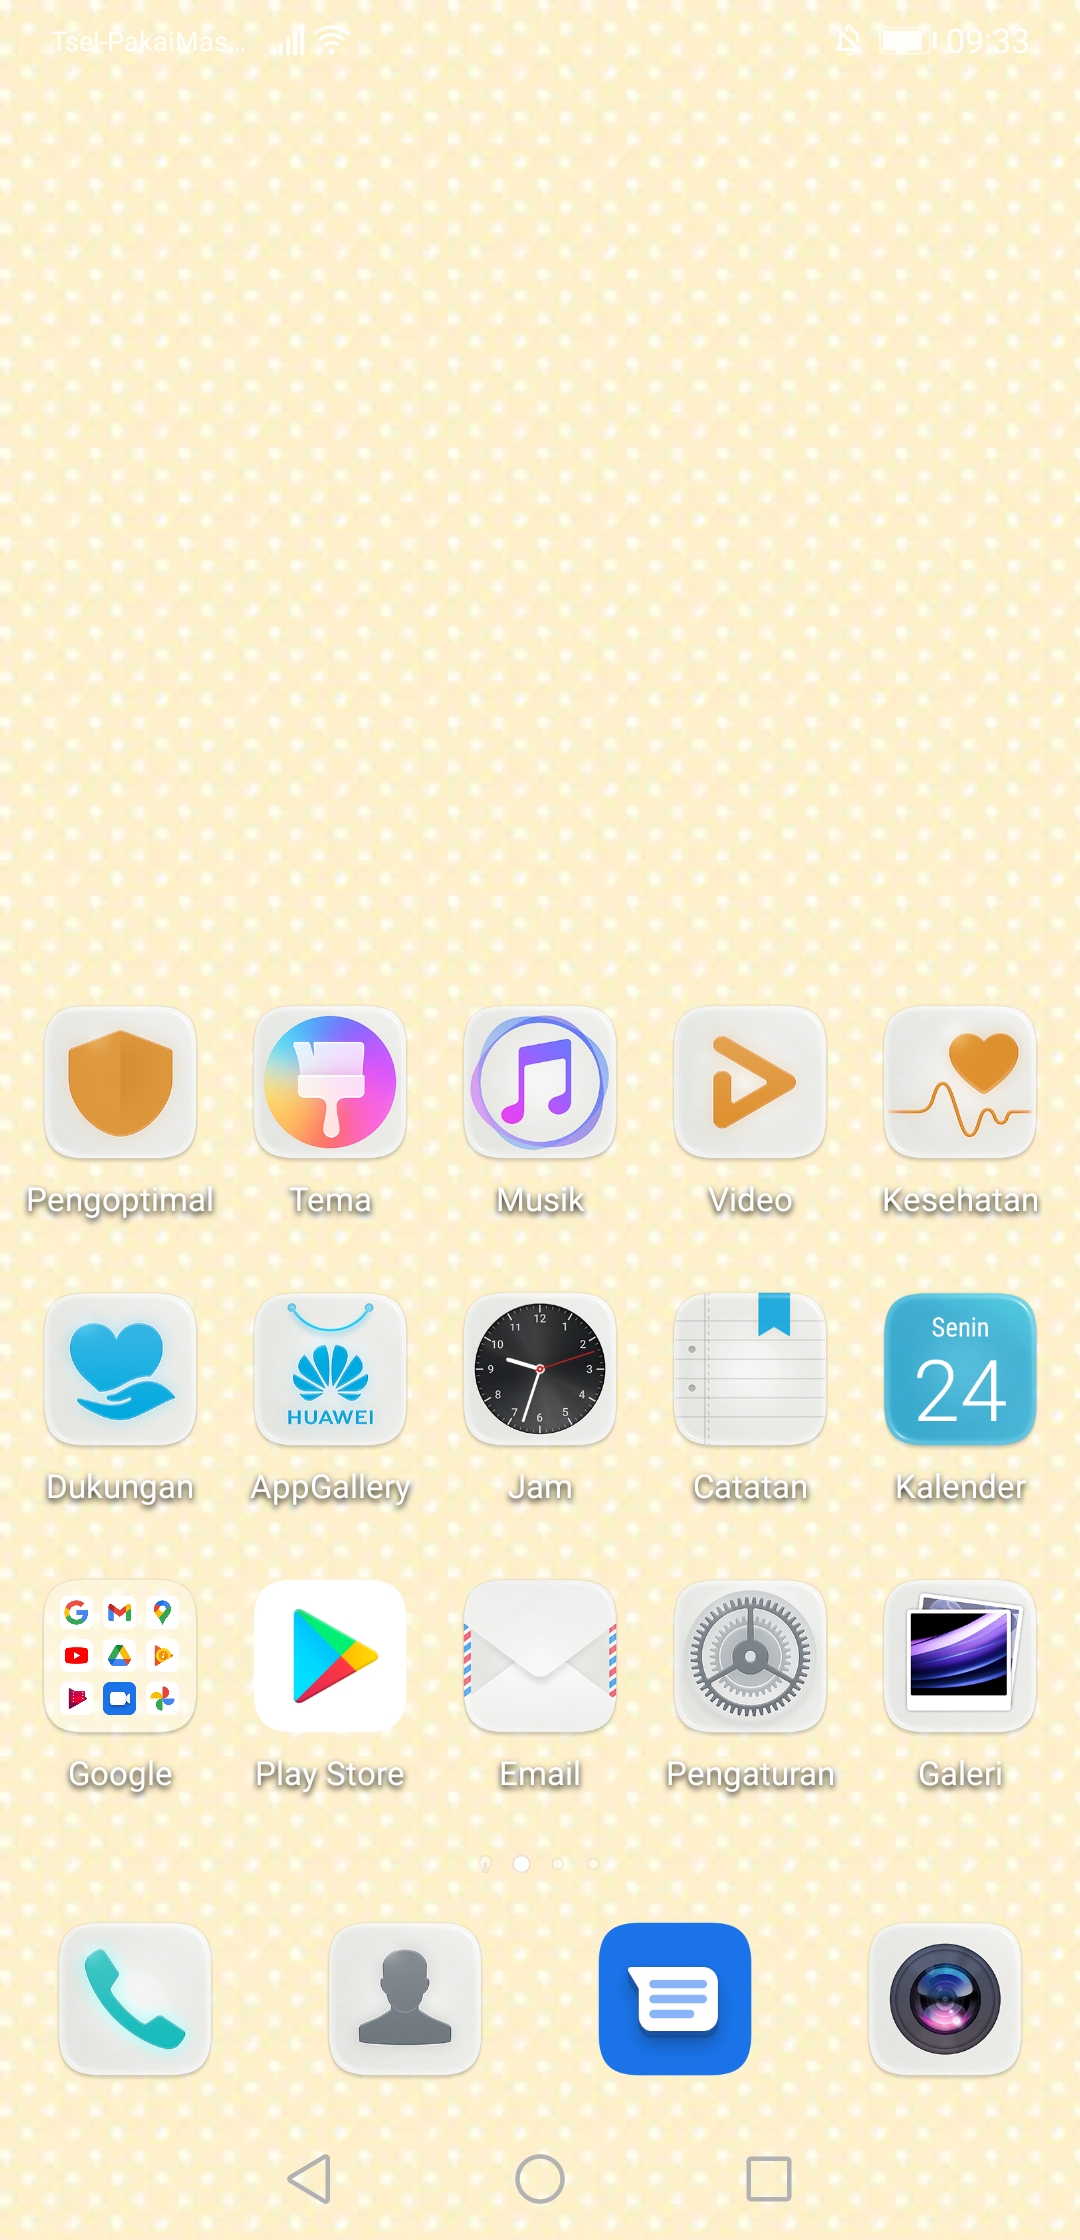 Tsel-PakaiMas... 09:33
Pengoptimal Tema Musik Video Kesehatan
HUAWEI
12 1 2 3 4 5 6 7 8 9 10 11
Senin
24
Dukungan AppGallery Jam Catatan Kalender
Google Play Store Email Pengaturan Galeri